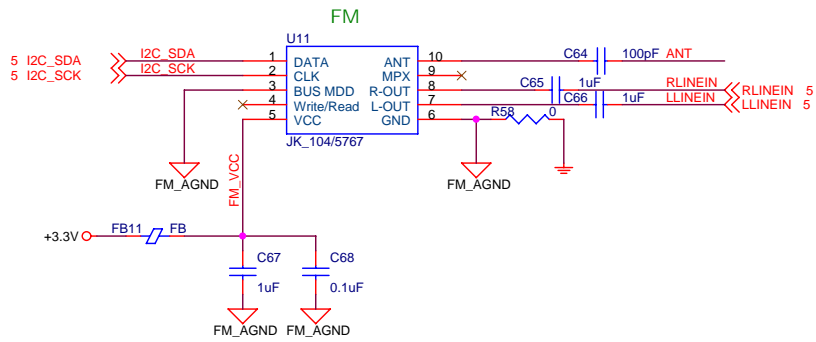 FM
U11
5 I2C_SDA I2C_SDA 1 DATA ANT 10 C64 100pF ANT
5 I2C_SCK I2C_SCK 2 CLK MPX 9
3 BUS MDD R-OUT 8 C65 1uF RLINEIN RLINEIN 5
4 Write/Read L-OUT 7 C66 1uF LLINEIN LLINEIN 5
5 VCC GND 6 R58 0
JK_104/5767
FM_AGND FM_VCC FM_AGND
+3.3V FB11 FB
C67 C68
1uF 0.1uF
FM_AGND FM_AGND